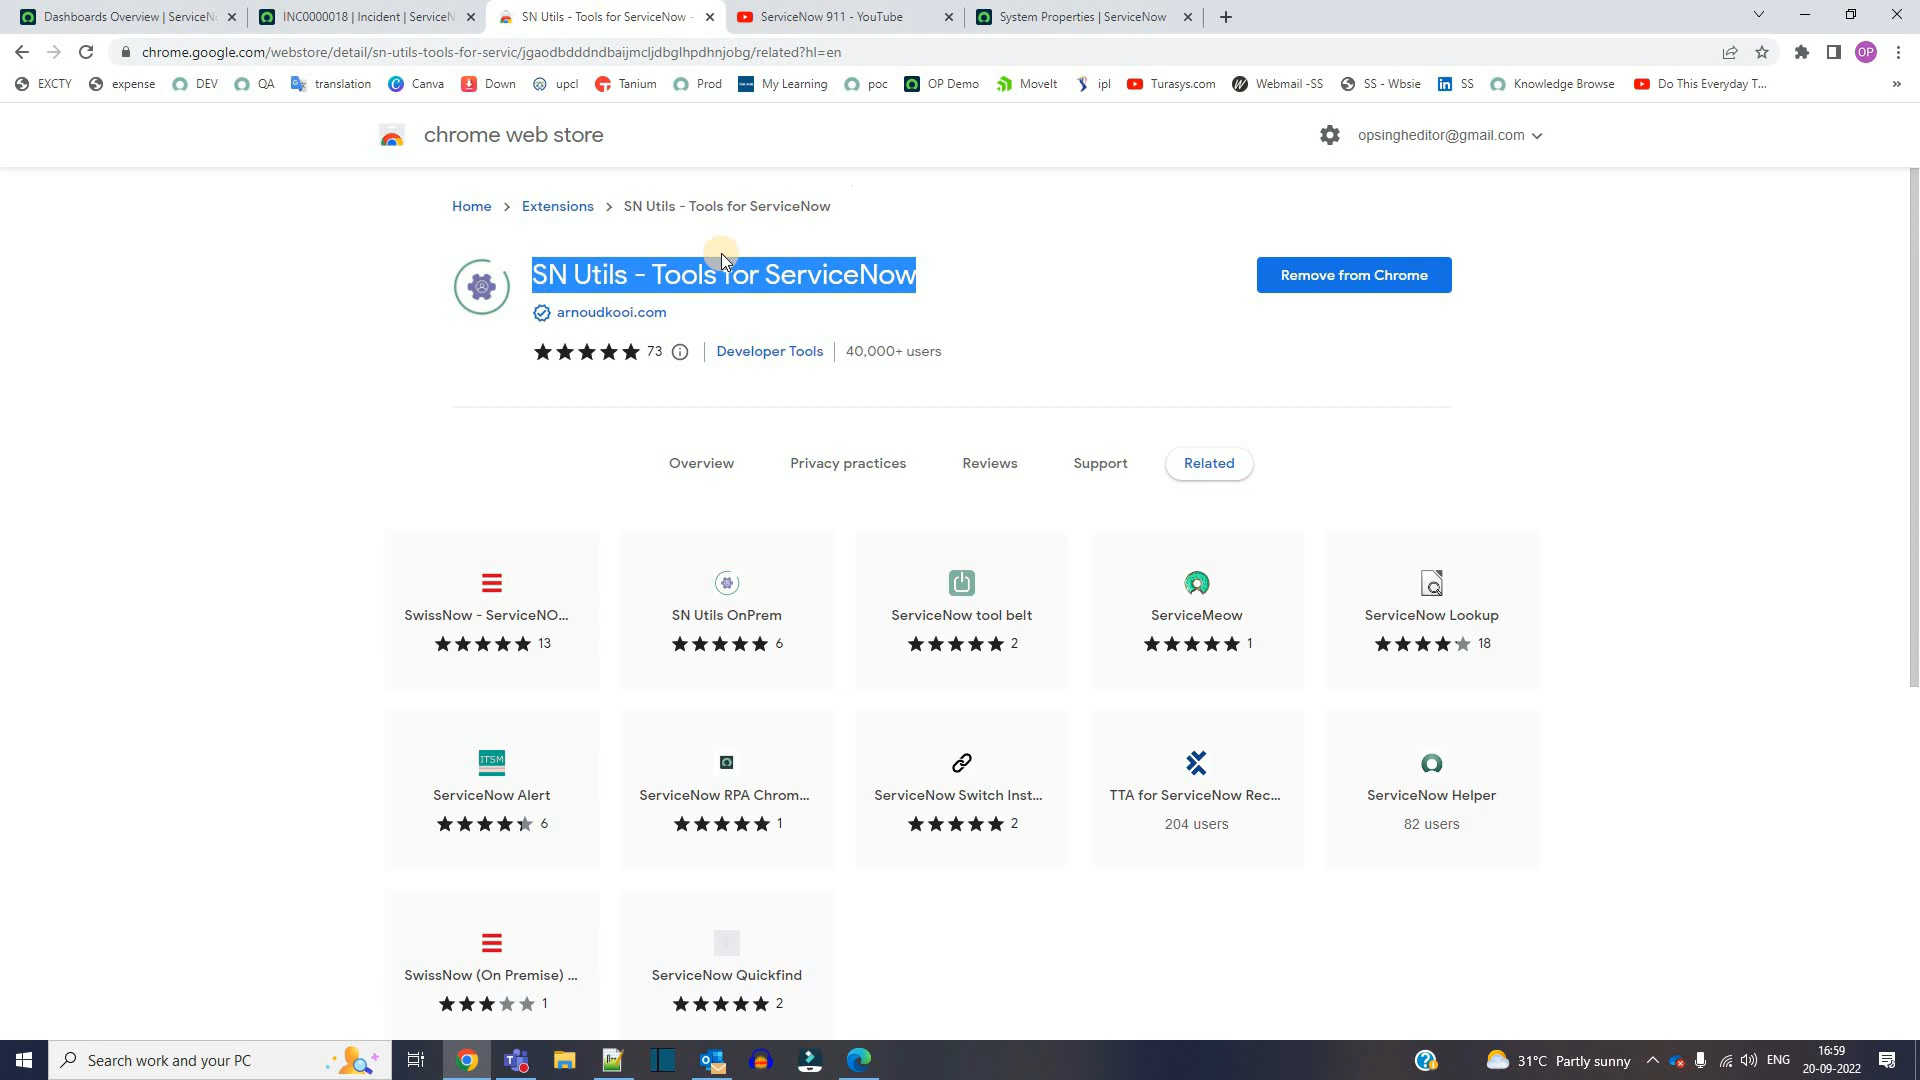 Dashboards Overview | ServiceN
INC0000018 | Incident | ServiceN
SN Utils - Tools for ServiceNow -
ServiceNow 911 - YouTube
System Properties | ServiceNow
chrome.google.com/webstore/detail/sn-utils-tools-for-servic/jgaodbdddndbaijmcljdbglhpdhnjobg/related?hl=en
OP
EXCTY
expense
DEV
QA
translation
Canva
Down
upcl
Tanium
Prod
My Learning
poc
OP Demo
MoveIt
ipl
Turasys.com
Webmail -SS
SS - Wbsie
SS
Knowledge Browse
Do This Everyday T...
»
chrome web store
opsingheditor@gmail.com
Home > Extensions > SN Utils - Tools for ServiceNow
SN Utils - Tools for ServiceNow
Remove from Chrome
arnoudkooi.com
73
Developer Tools
40,000+ users
Overview
Privacy practices
Reviews
Support
Related
SwissNow - ServiceNO...
13
SN Utils OnPrem
6
ServiceNow tool belt
2
ServiceMeow
1
ServiceNow Lookup
18
ITSM
ServiceNow Alert
6
ServiceNow RPA Chrom...
1
ServiceNow Switch Inst...
2
TTA for ServiceNow Rec...
204 users
ServiceNow Helper
82 users
SwissNow (On Premise) ...
1
ServiceNow Quickfind
2
Search work and your PC
31°C Partly sunny
ENG
16:59
20-09-2022